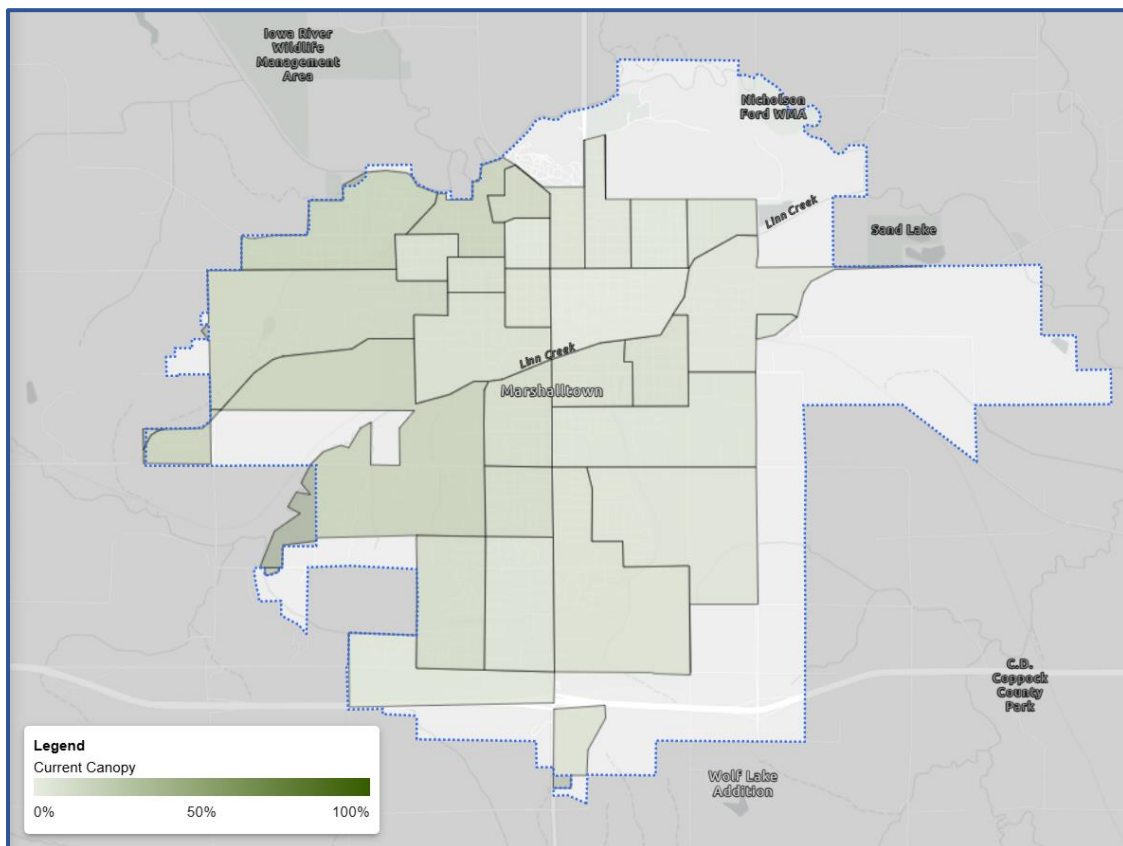 Iowa River
Wildlife
Management
Area
Nicholson
Ford WMA
Linn Creek
Sand Lake
Linn Creek
Marshalltown
C.D.
Coppock
County
Park
Wolf Lake
Addition
Legend
Current Canopy
0% 50% 100%